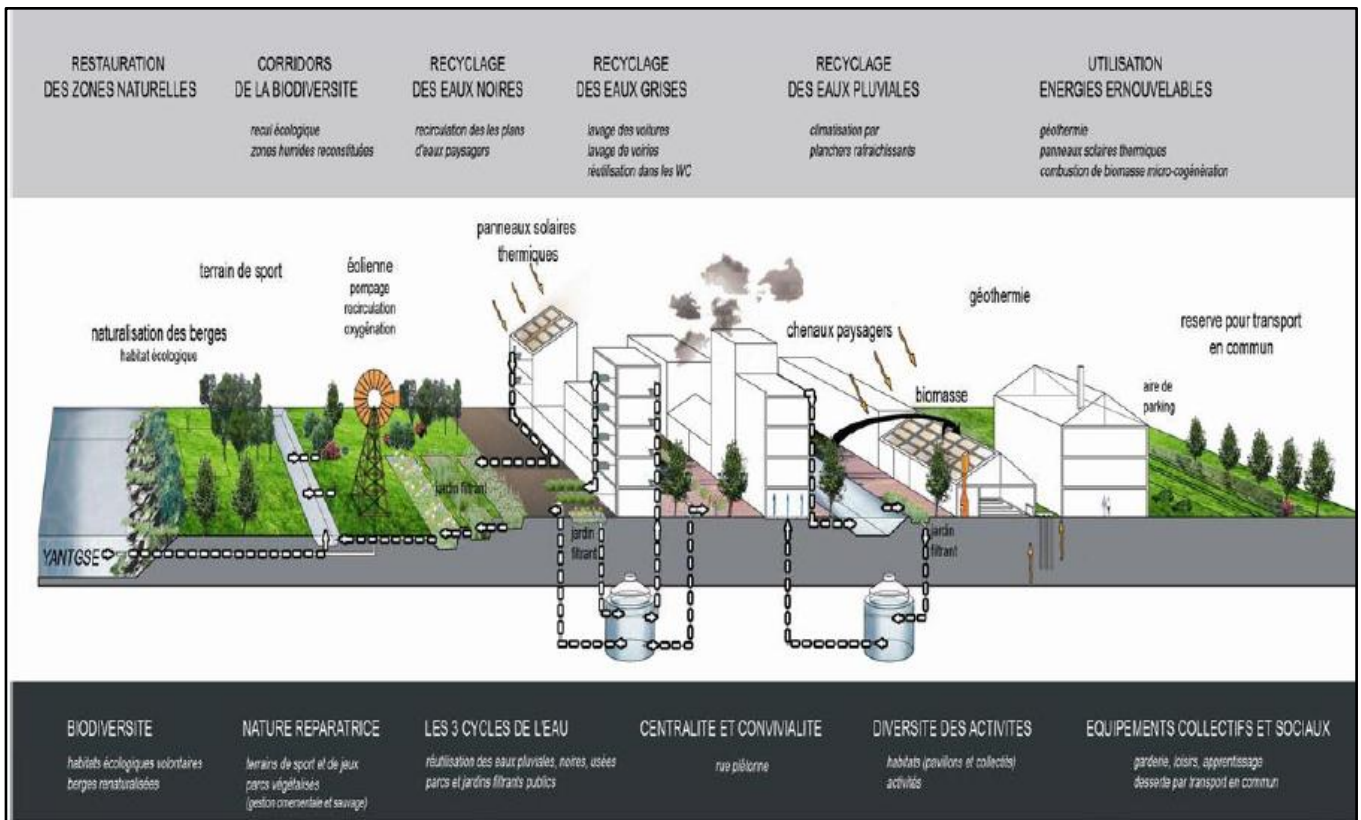 RESTAURATION
DES ZONES NATURELLES
CORRIDORS
DE LA BIODIVERSITE
recul écologique
zones humides reconstituées
RECYCLAGE
DES EAUX NOIRES
recirculation des les plans
d'eaux paysagers
RECYCLAGE
DES EAUX GRISES
lavage des voitures
lavage de voiries
réutilisation dans les WC
RECYCLAGE
DES EAUX PLUVIALES
climatisation par
planchers rafraichissants
UTILISATION
ENERGIES ERNOUVELABLES
géothermie
panneaux solaires thermiques
combustion de biomasse micro-cogénération
panneaux solaires
thermiques
terrain de sport
éolienne
pompage
recirculation
oxygénation
naturalisation des berges
habitat écologique
géothermie
chenaux paysagers
reserve pour transport
en commun
biomasse
aire de
parking
jardin filtrant
jardin
filtrant
jardin
filtrant
YANTGSE
BIODIVERSITE
habitats écologiques volontaires
berges renaturalisées
NATURE REPARATRICE
terrains de sport et de jeux
parcs végétalisés
(gestion ornementale et sauvage)
LES 3 CYCLES DE L'EAU
réutilisation des eaux pluviales, noires, usées
parcs et jardins filtrants publics
CENTRALITE ET CONVIVIALITE
rue piétonne
DIVERSITE DES ACTIVITES
habitats (pavillons et collectifs)
activités
EQUIPEMENTS COLLECTIFS ET SOCIAUX
garderie, loisirs, apprentissage
desserte par transport en commun